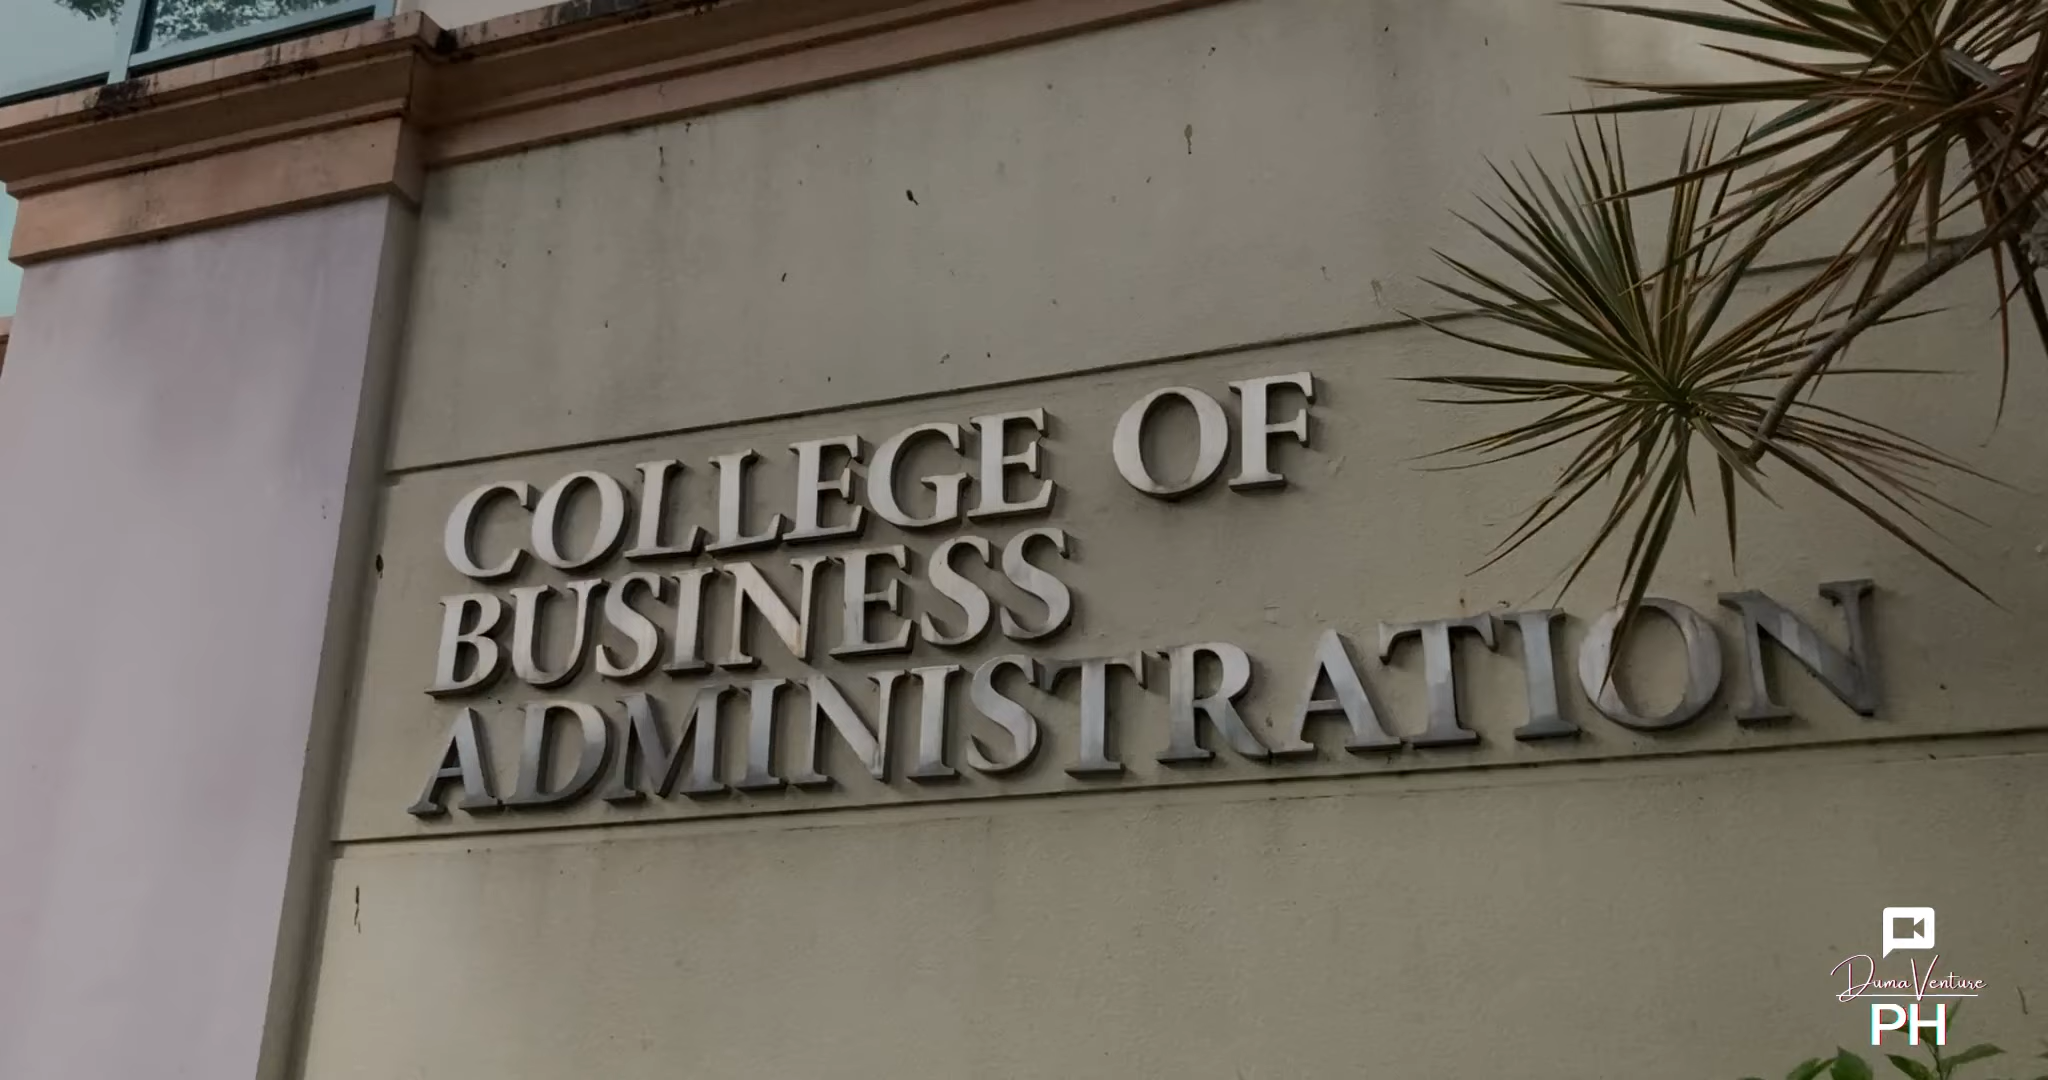 COLLEGE OF
BUSINESS
ADMINISTRATION
DumaVenture
PH